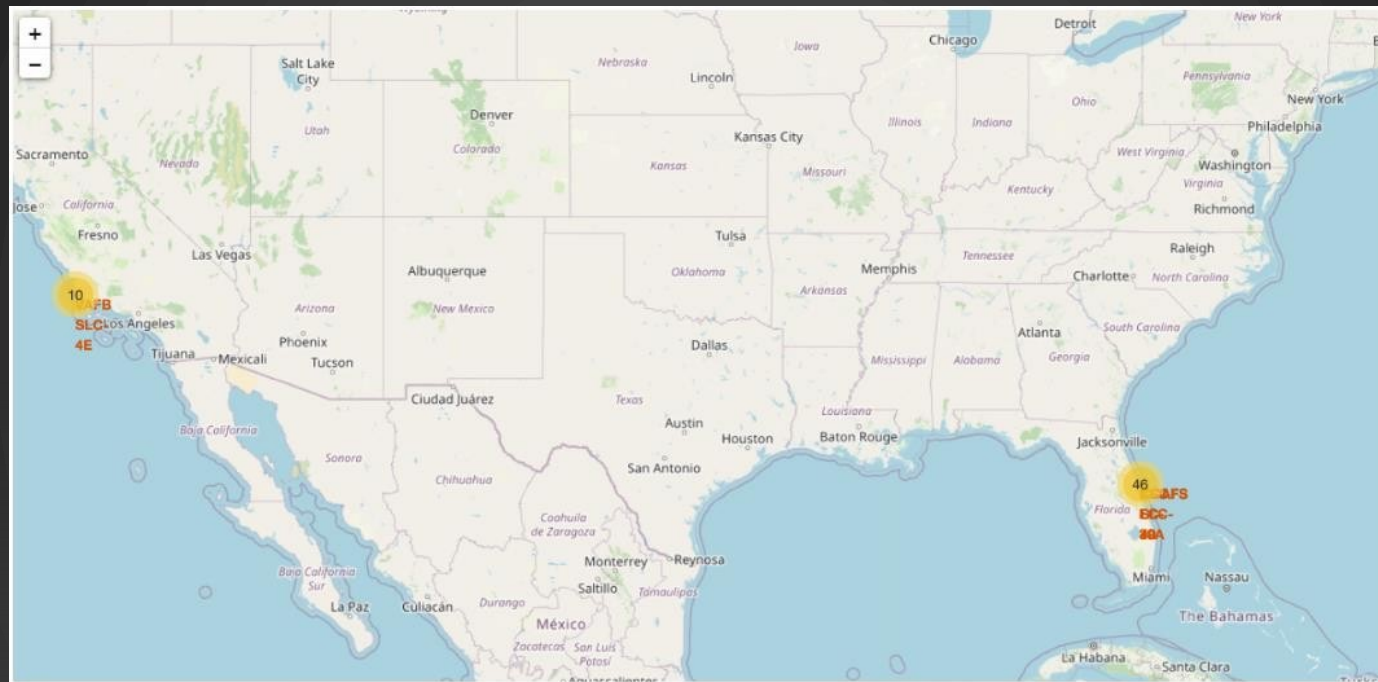 +
−
New York
Detroit
Chicago
Iowa
Salt Lake
City
Nebraska
Lincoln
Pennsylvania
New York
Ohio
Denver
Utah
Illinois
Indiana
Philadelphia
Kansas City
Sacramento
Nevada
Colorado
Kansas
Missouri
West Virginia
Washington
Kentucky
Virginia
Jose
California
Richmond
Fresno
Las Vegas
Tulsa
Raleigh
Albuquerque
Oklahoma
Memphis
Tennessee
Charlotte
North Carolina
10
Arizona
New Mexico
Arkansas
SLC-
Los Angeles
4E
Phoenix
Atlanta
South Carolina
Tijuana
Mexicali
Tucson
Dallas
Mississippi
Alabama
Georgia
Ciudad Juárez
Texas
Louisiana
Baja California
Austin
Houston
Baton Rouge
Jacksonville
Sonora
San Antonio
Chihuahua
46
Florida
Coahuila
de Zaragoza
Monterrey
Reynosa
Baja California
Sur
Saltillo
Tamaulipas
Miami
Nassau
La Paz
Culiacán
Durango
México
The Bahamas
Zacatecas
San Luis
Potosí
La Habana
Santa Clara
Aguascalientes